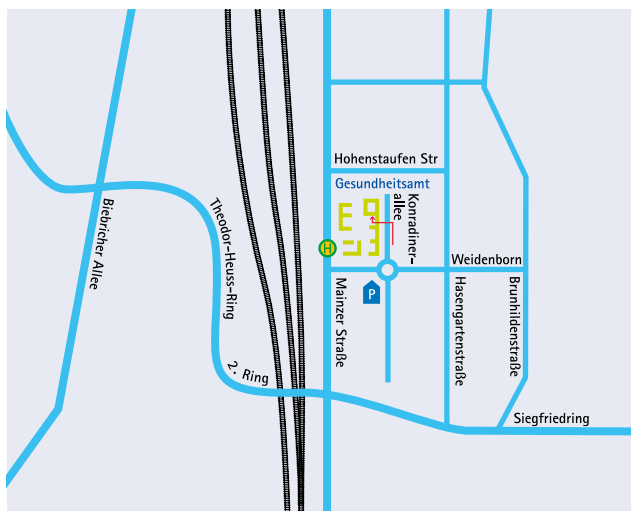 Hohenstaufen Str
Gesundheitsamt
Konradiner-
allee
Biebricher Allee
Theodor-Heuss-Ring
H
Weidenborn
P
Mainzer Straße
Hasengartenstraße
Brunhildenstraße
2. Ring
Siegfriedring